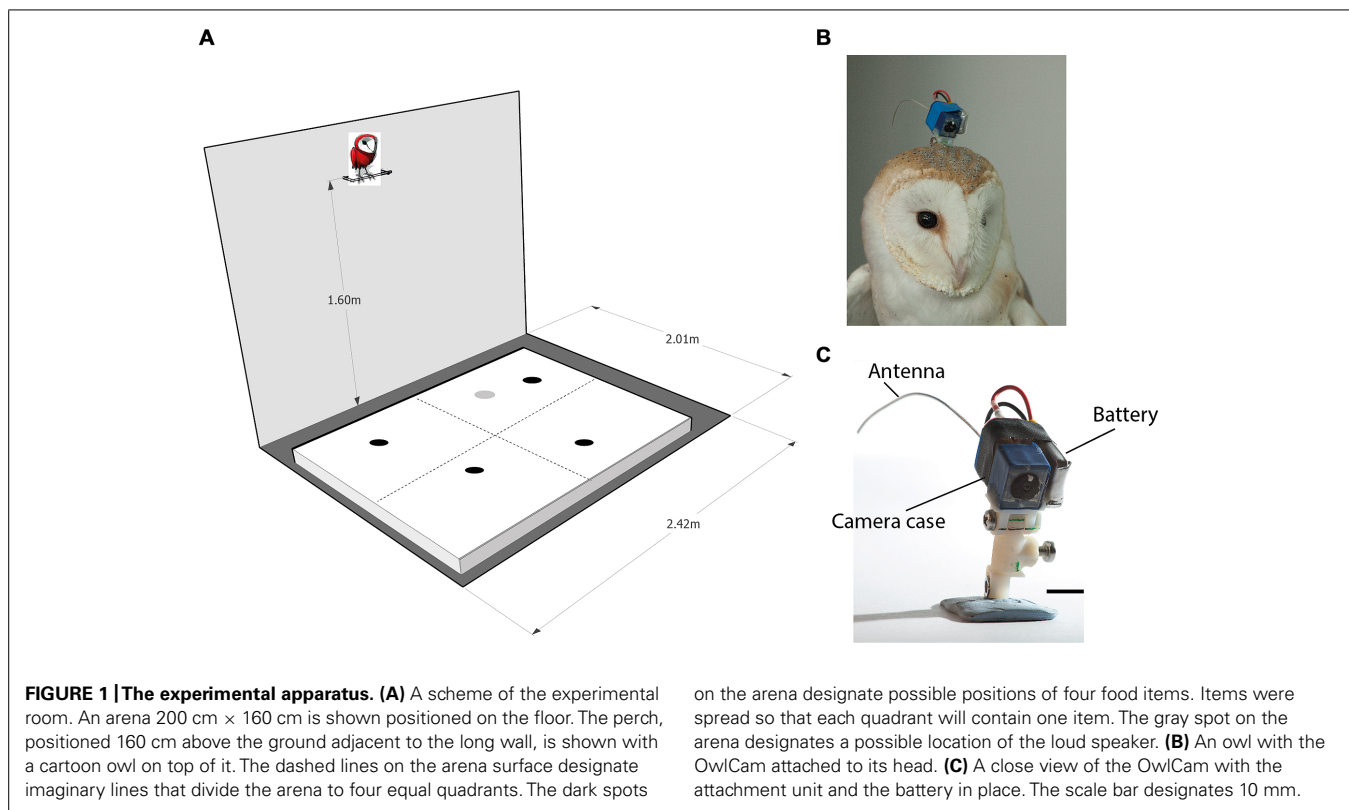 A
B
1.60m
2.01m
2.42m
C
Antenna
Battery
Camera case
FIGURE 1 | The experimental apparatus. (A) A scheme of the experimental
room. An arena 200 cm × 160 cm is shown positioned on the floor. The perch,
positioned 160 cm above the ground adjacent to the long wall, is shown with
a cartoon owl on top of it. The dashed lines on the arena surface designate
imaginary lines that divide the arena to four equal quadrants. The dark spots
on the arena designate possible positions of four food items. Items were
spread so that each quadrant will contain one item. The gray spot on the
arena designates a possible location of the loud speaker. (B) An owl with the
OwlCam attached to its head. (C) A close view of the OwlCam with the
attachment unit and the battery in place. The scale bar designates 10 mm.